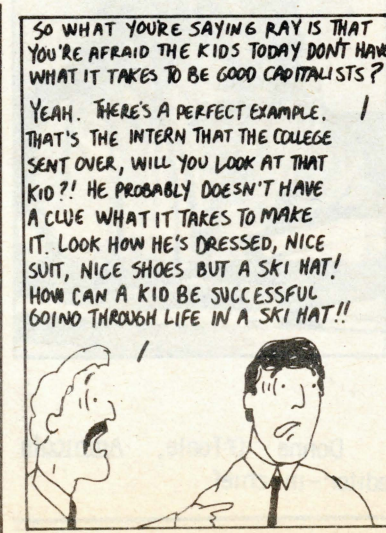 SO WHAT YOU'RE SAYING RAY IS THAT
YOU'RE AFRAID THE KIDS TODAY DON'T HAVE
WHAT IT TAKES TO BE GOOD CAPITALISTS?
YEAH. THERE'S A PERFECT EXAMPLE.
THAT'S THE INTERN THAT THE COLLEGE
SENT OVER, WILL YOU LOOK AT THAT
KID?! HE PROBABLY DOESN'T HAVE
A CLUE WHAT IT TAKES TO MAKE
IT. LOOK HOW HE'S DRESSED, NICE
SUIT, NICE SHOES BUT A SKI HAT!
HOW CAN A KID BE SUCCESSFUL
GOING THROUGH LIFE IN A SKI HAT!!